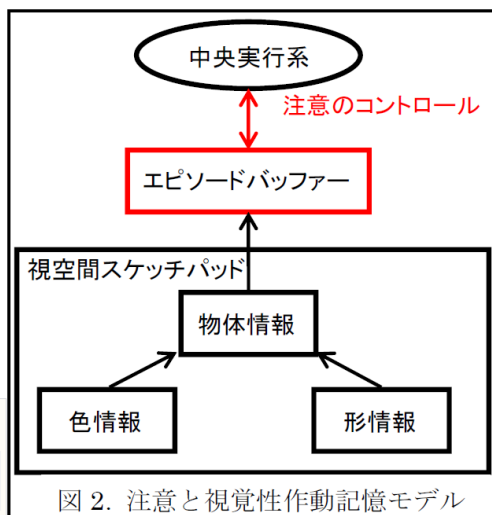 中央実行系
注意のコントロール
エピソードバッファー
視空間スケッチパッド
物体情報
色情報
形情報
図 2. 注意と視覚性作動記憶モデル